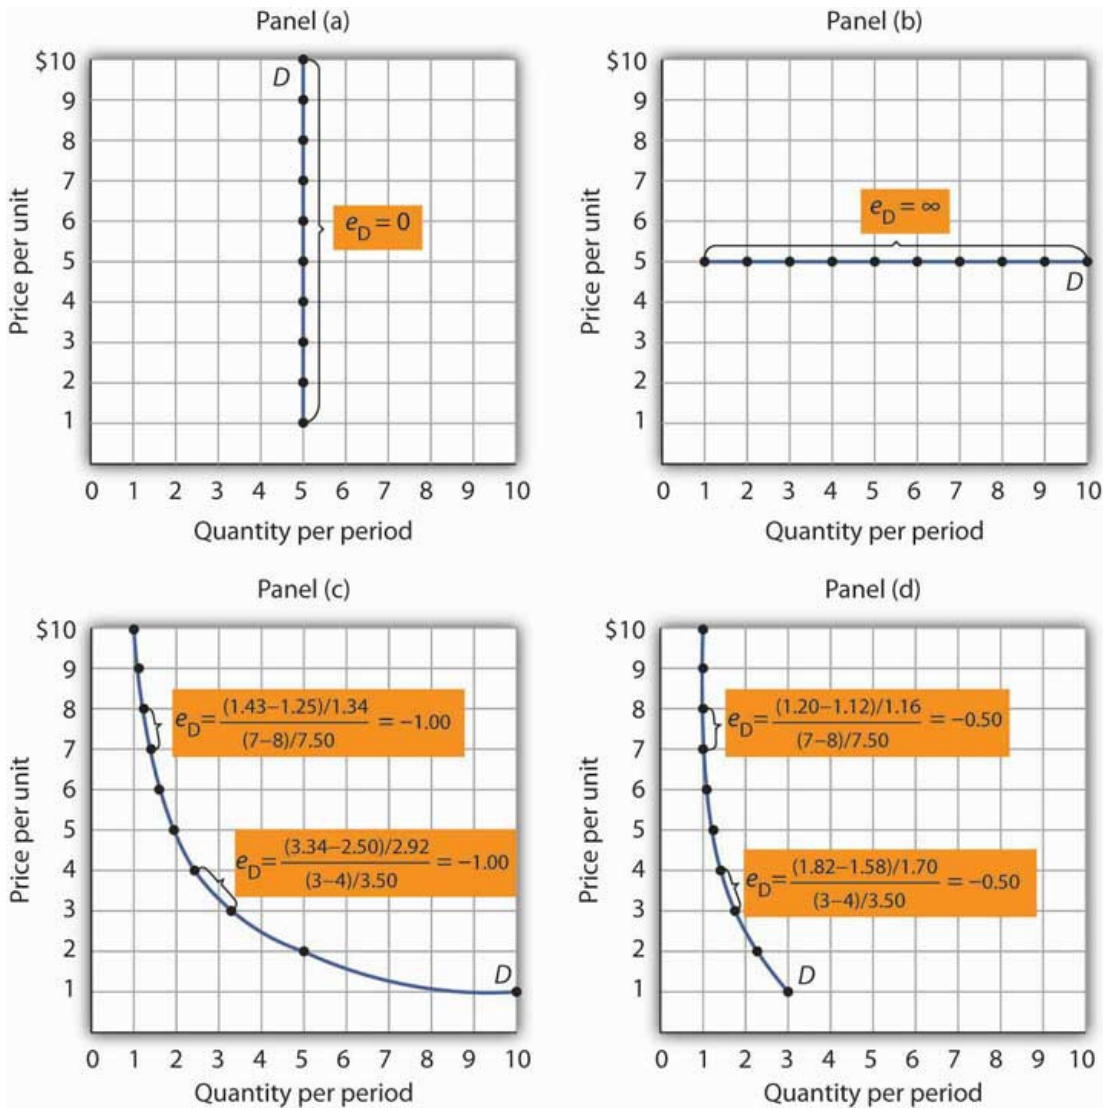 Panel (a)
$10
9
8
7
6
5
4
3
2
1
Price per unit
D
eD = 0
0 1 2 3 4 5 6 7 8 9 10
Quantity per period
Panel (b)
$10
9
8
7
6
5
4
3
2
1
Price per unit
eD = ∞
D
0 1 2 3 4 5 6 7 8 9 10
Quantity per period
Panel (c)
$10
9
8
7
6
5
4
3
2
1
Price per unit
eD = (1.43−1.25)/1.34 / (7−8)/7.50 = −1.00
eD = (3.34−2.50)/2.92 / (3−4)/3.50 = −1.00
D
0 1 2 3 4 5 6 7 8 9 10
Quantity per period
Panel (d)
$10
9
8
7
6
5
4
3
2
1
Price per unit
eD = (1.20−1.12)/1.16 / (7−8)/7.50 = −0.50
eD = (1.82−1.58)/1.70 / (3−4)/3.50 = −0.50
D
0 1 2 3 4 5 6 7 8 9 10
Quantity per period